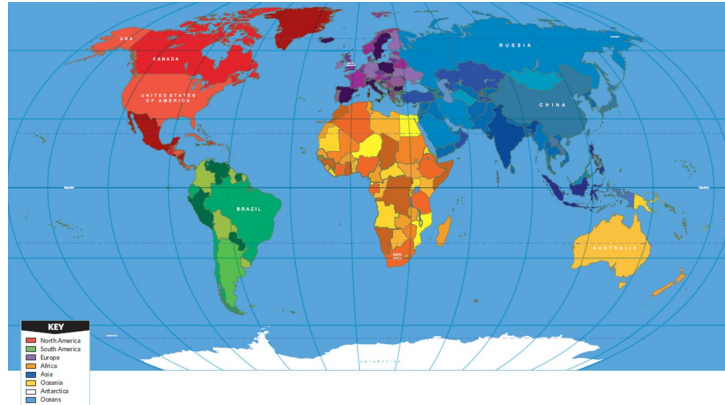 USA
CANADA
UNITED STATES
OF AMERICA
RUSSIA
CHINA
BRAZIL
AUSTRALIA
ANTARCTICA
KEY
North America
South America
Europe
Africa
Asia
Oceania
Antarctica
Oceans